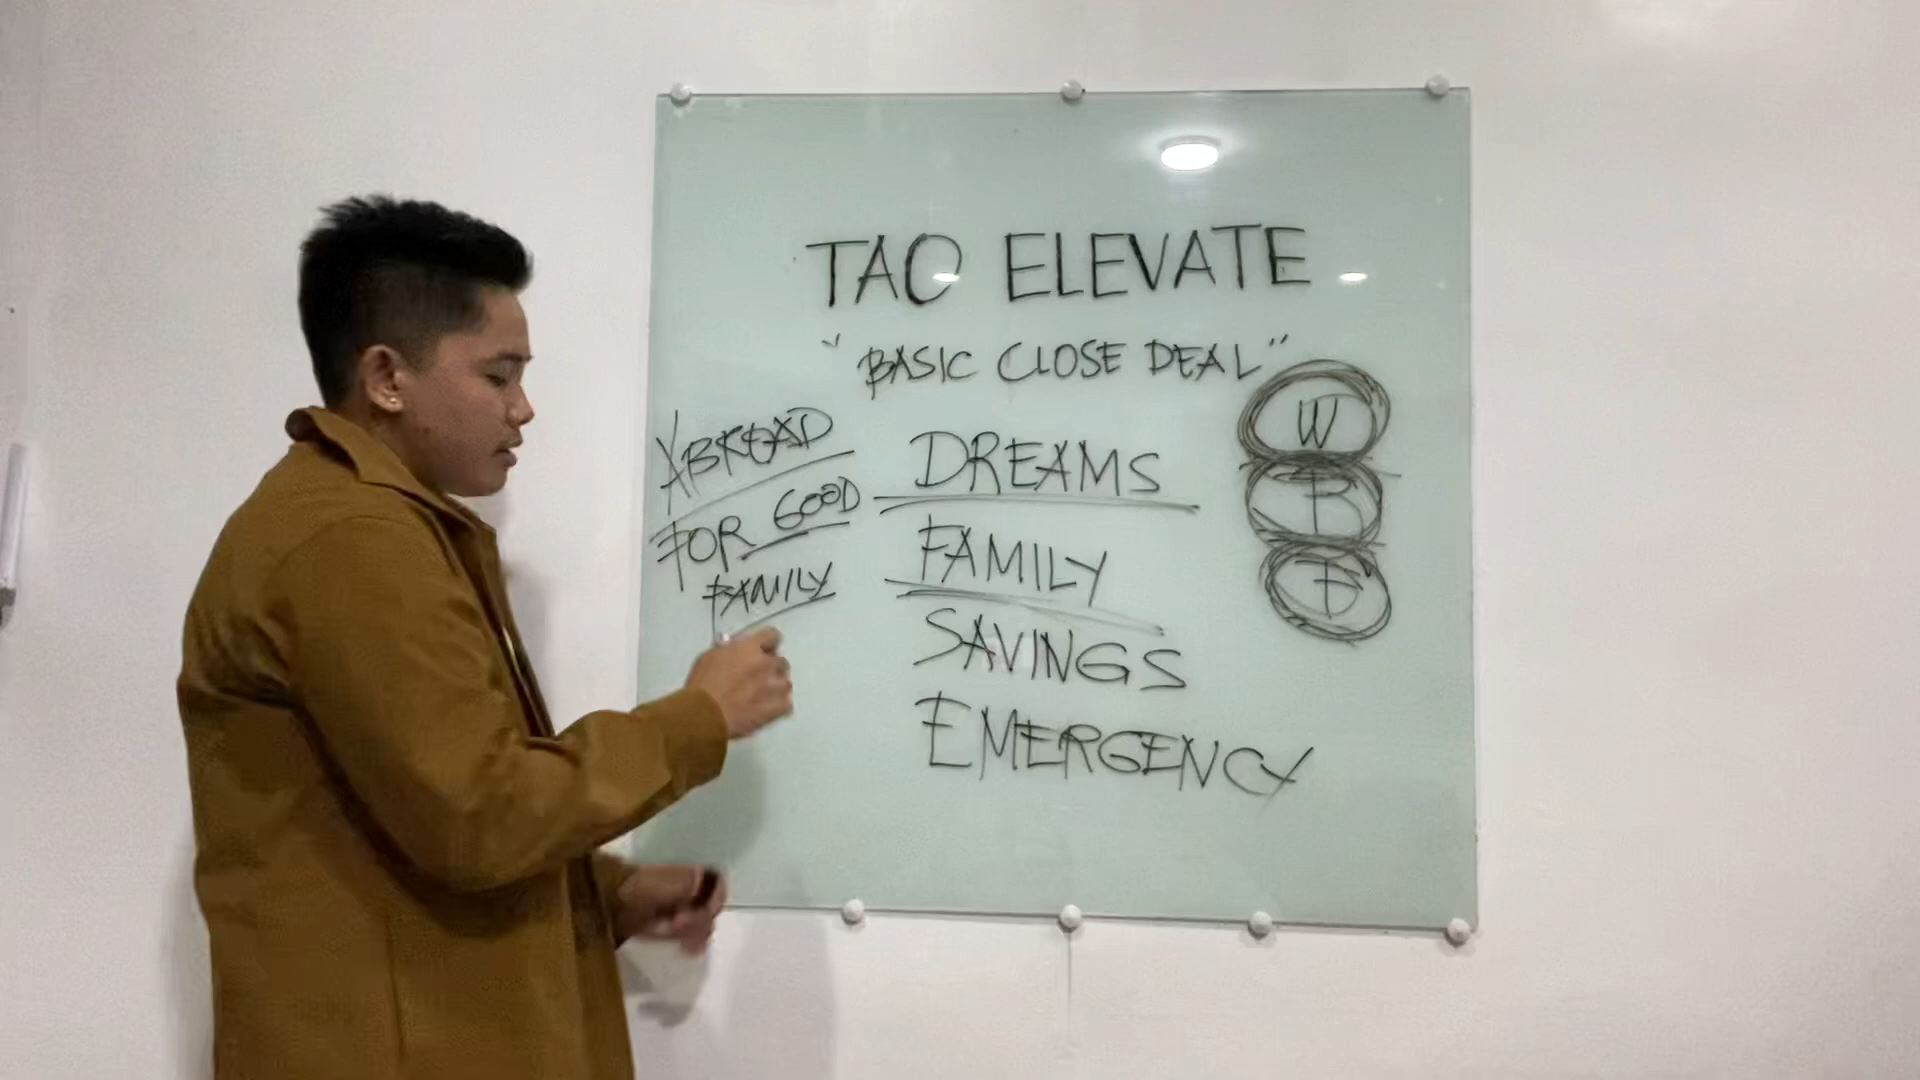 TAO ELEVATE
"BASIC CLOSE DEAL"
ABROAD
FOR GOOD
FAMILY
DREAMS
FAMILY
SAVINGS
EMERGENCY
W
B